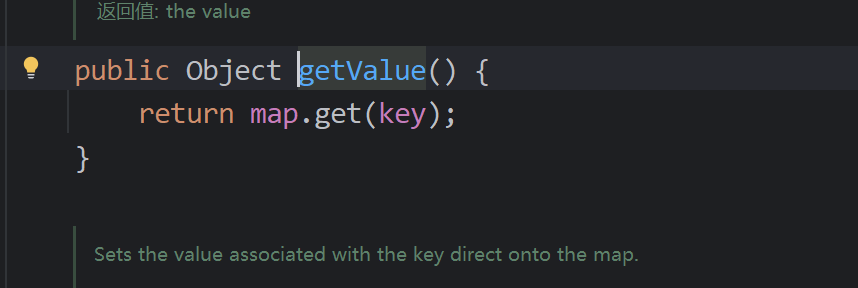 返回值: the value
public Object getValue() {
return map.get(key);
}
Sets the value associated with the key direct onto the map.